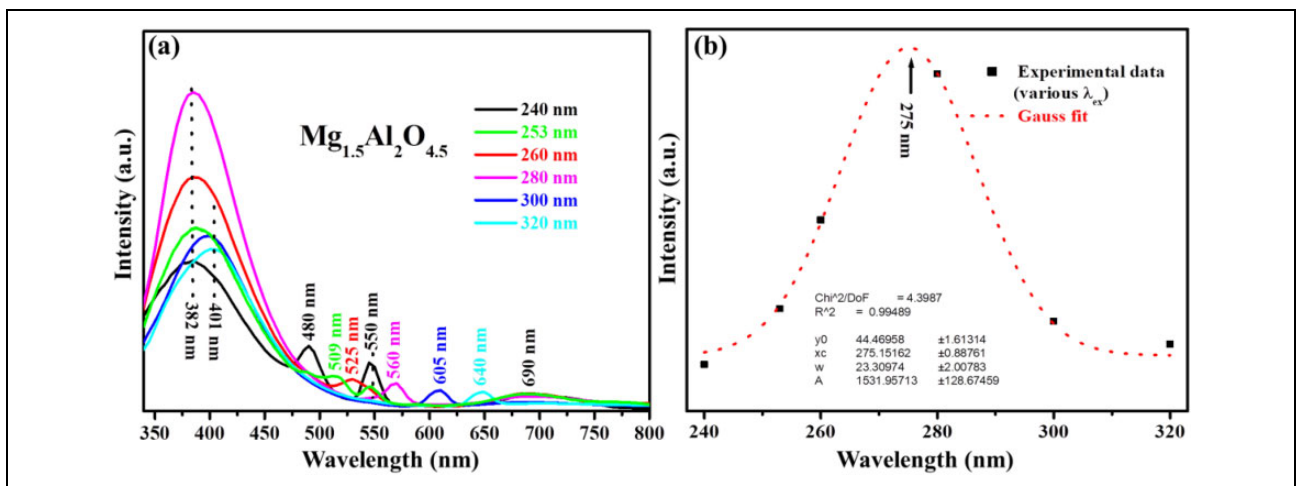 (a)
Mg1.5Al2O4.5
240 nm
253 nm
260 nm
280 nm
300 nm
320 nm
382 nm
401 nm
480 nm
509 nm
525 nm
550 nm
560 nm
605 nm
640 nm
690 nm
Intensity (a.u.)
350 400 450 500 550 600 650 700 750 800
Wavelength (nm)
(b)
Experimental data
(various λex)
Gauss fit
275 nm
Chi^2/DoF = 4.3987
R^2 = 0.99489
y0 44.46958 ±1.61314
xc 275.15162 ±0.88761
w 23.30974 ±2.00783
A 1531.95713 ±128.67459
Intensity (a.u.)
240 260 280 300 320
Wavelength (nm)